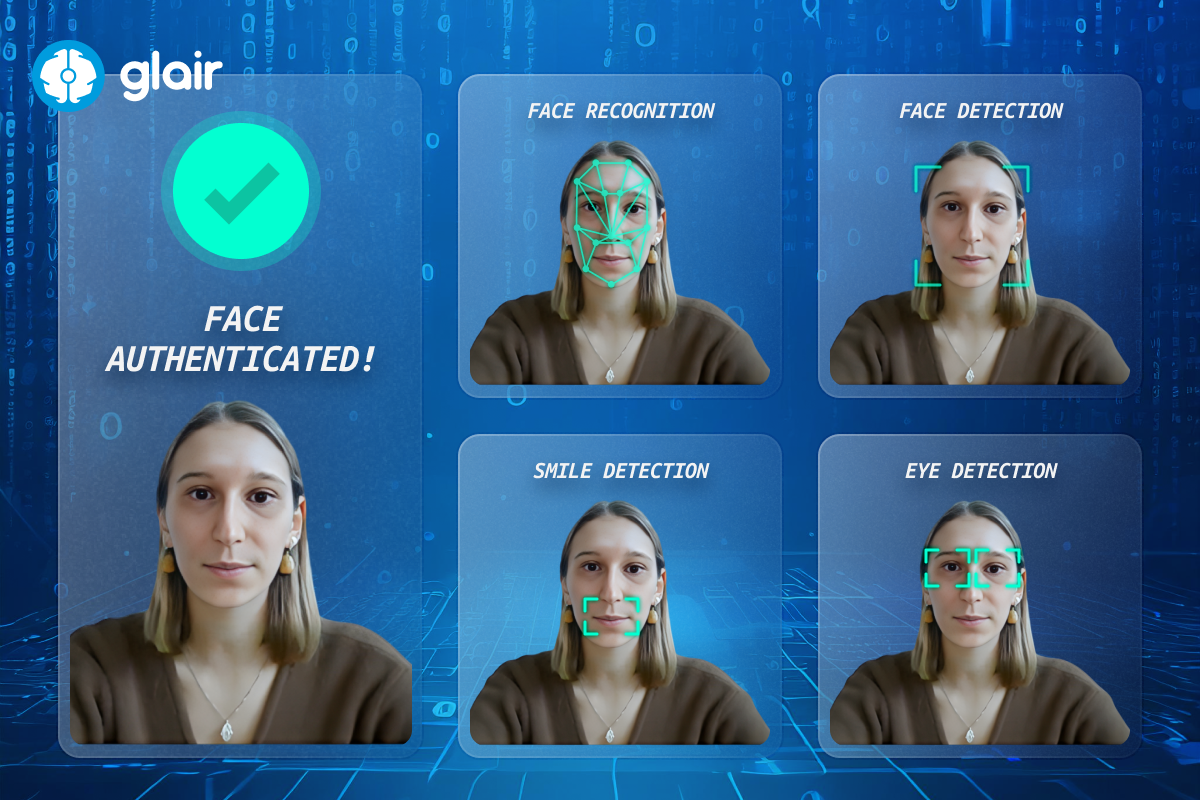 glair
FACE
AUTHENTICATED!
FACE RECOGNITION
FACE DETECTION
SMILE DETECTION
EYE DETECTION